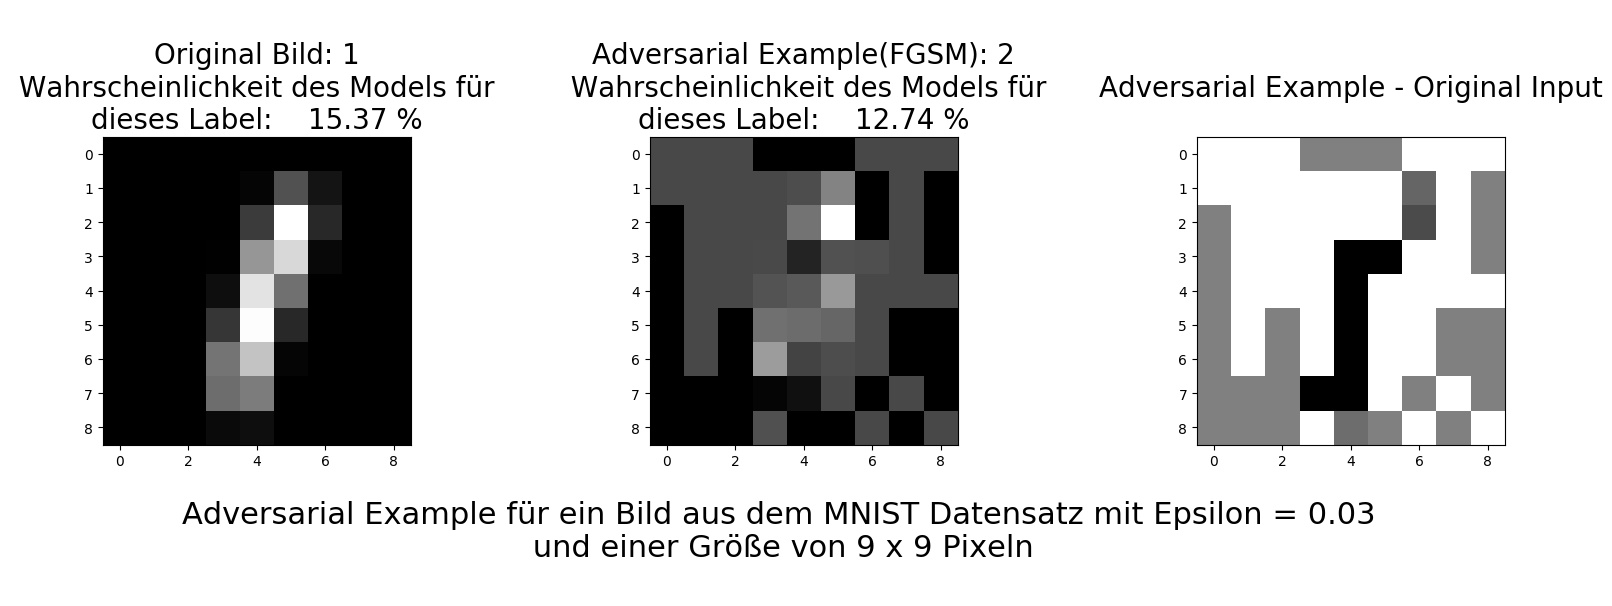 Original Bild: 1
Wahrscheinlichkeit des Models für
dieses Label:    15.37 %
0
1
2
3
4
5
6
7
8
0 2 4 6 8
Adversarial Example(FGSM): 2
Wahrscheinlichkeit des Models für
dieses Label:    12.74 %
0
1
2
3
4
5
6
7
8
0 2 4 6 8
Adversarial Example - Original Input
0
1
2
3
4
5
6
7
8
0 2 4 6 8
Adversarial Example für ein Bild aus dem MNIST Datensatz mit Epsilon = 0.03
und einer Größe von 9 x 9 Pixeln